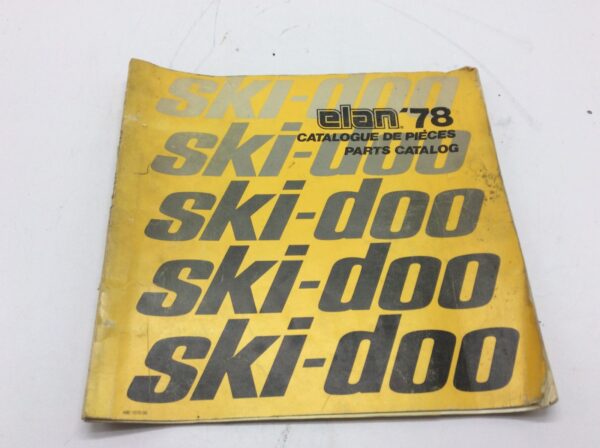 ski-doo
elan '78
CATALOGUE DE PIÈCES
PARTS CATALOG
ski-doo
ski-doo
ski-doo
ski-doo